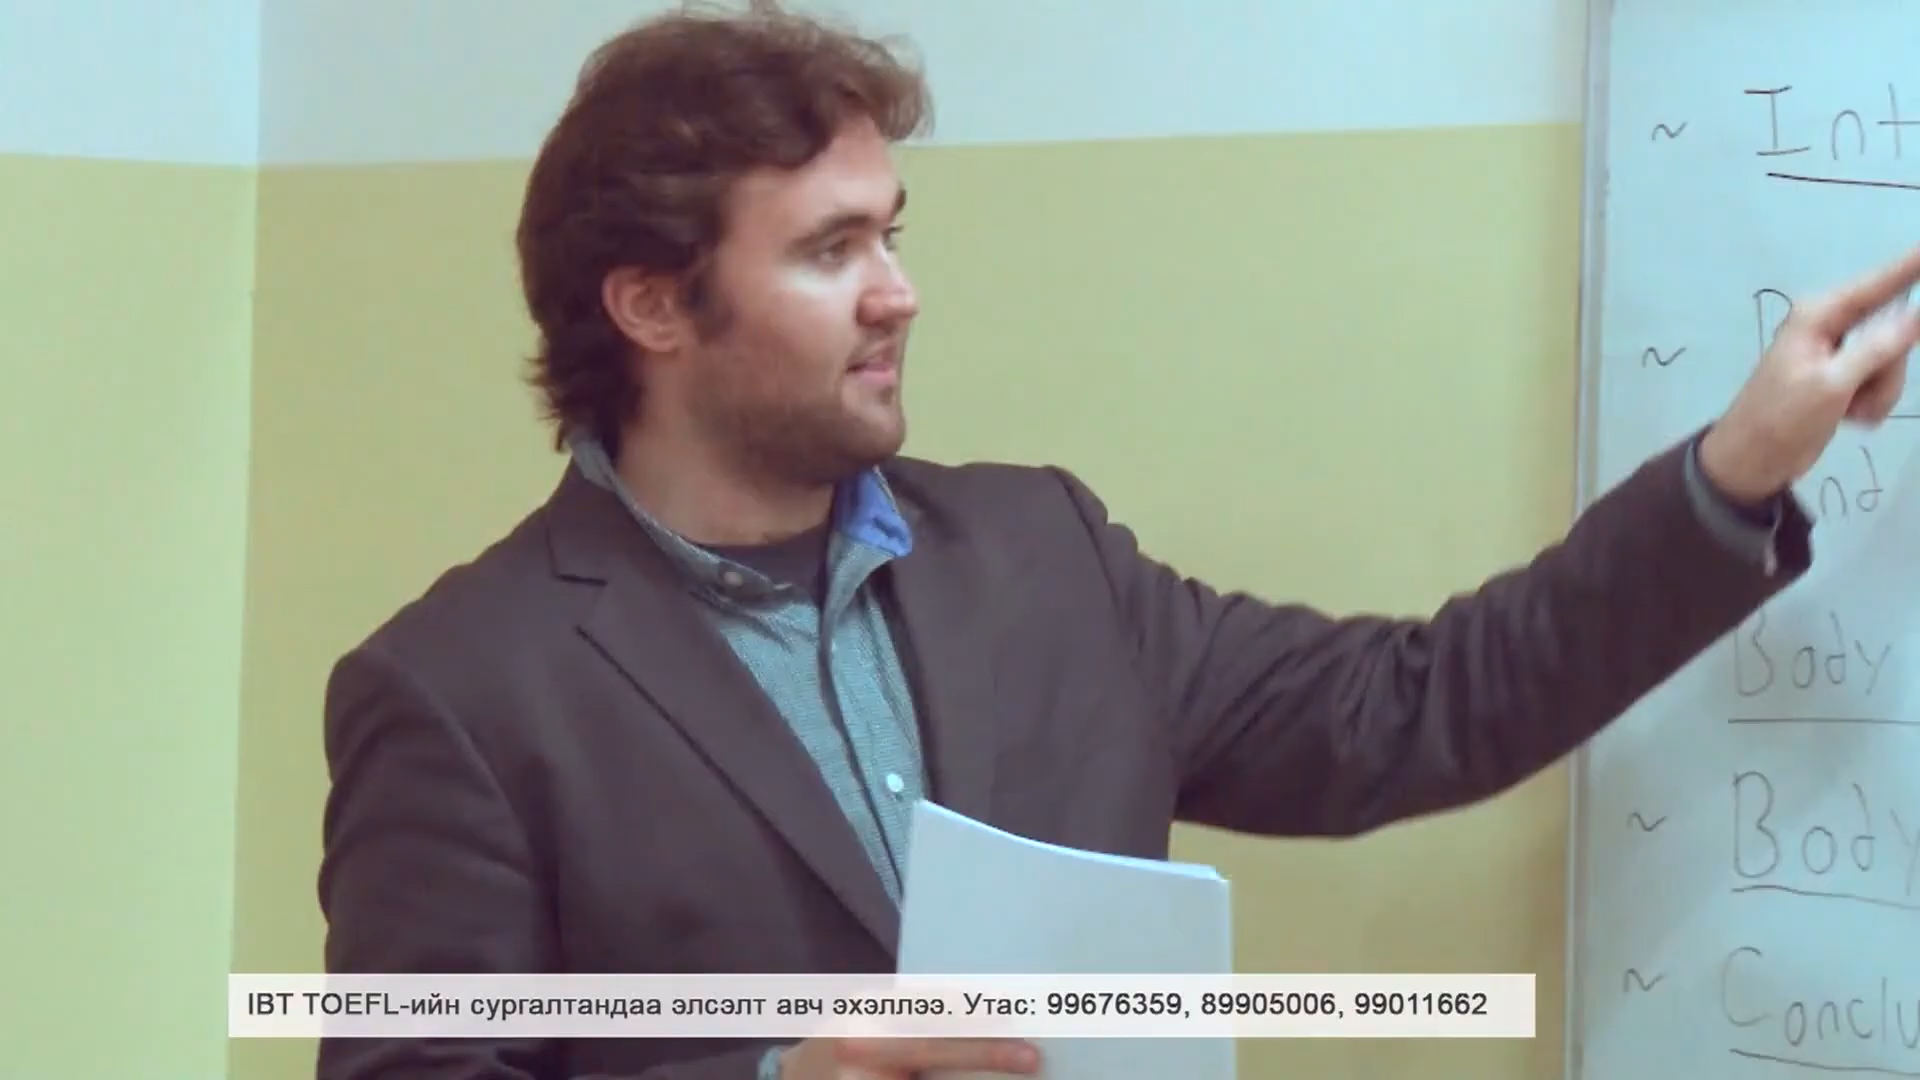 ~ Int
~
nd
Body
~ Body
~ Conclu
IBT TOEFL-ийн сургалтандаа элсэлт авч эхэллээ. Утас: 99676359, 89905006, 99011662